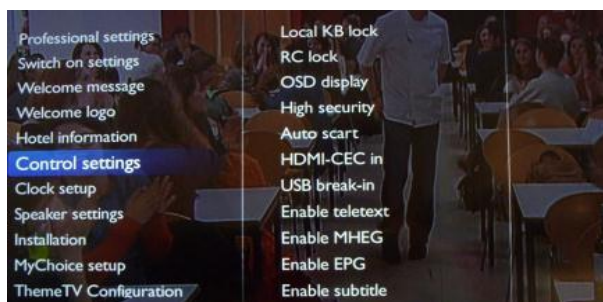 Professional settings
Switch on settings
Welcome message
Welcome logo
Hotel information
Control settings
Clock setup
Speaker settings
Installation
MyChoice setup
ThemeTV Configuration
Local KB lock
RC lock
OSD display
High security
Auto scart
HDMI-CEC in
USB break-in
Enable teletext
Enable MHEG
Enable EPG
Enable subtitle